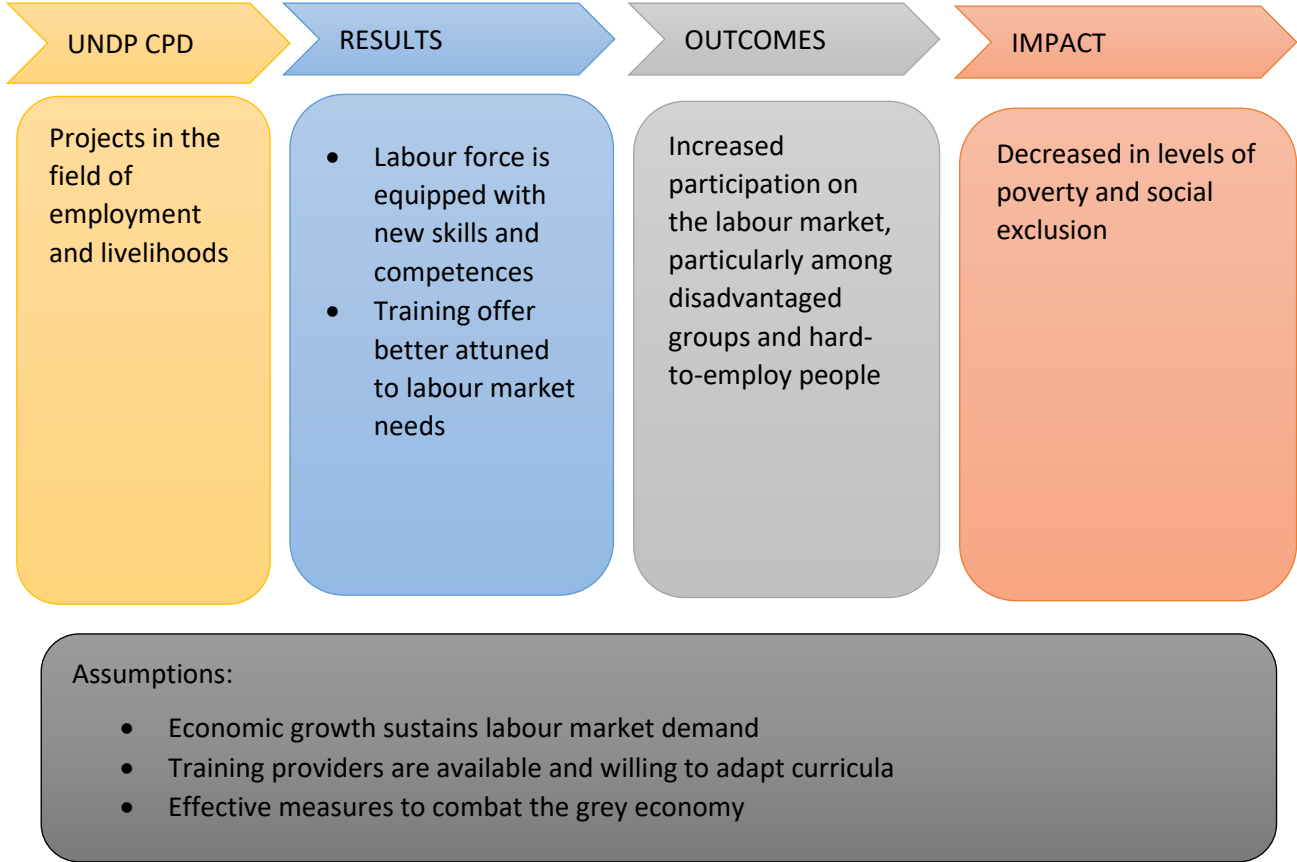 UNDP CPD
RESULTS
OUTCOMES
IMPACT
Projects in the
field of
employment
and livelihoods
• Labour force is
equipped with
new skills and
competences
• Training offer
better attuned
to labour market
needs
Increased
participation on
the labour market,
particularly among
disadvantaged
groups and hard-
to-employ people
Decreased in levels of
poverty and social
exclusion
Assumptions:
• Economic growth sustains labour market demand
• Training providers are available and willing to adapt curricula
• Effective measures to combat the grey economy